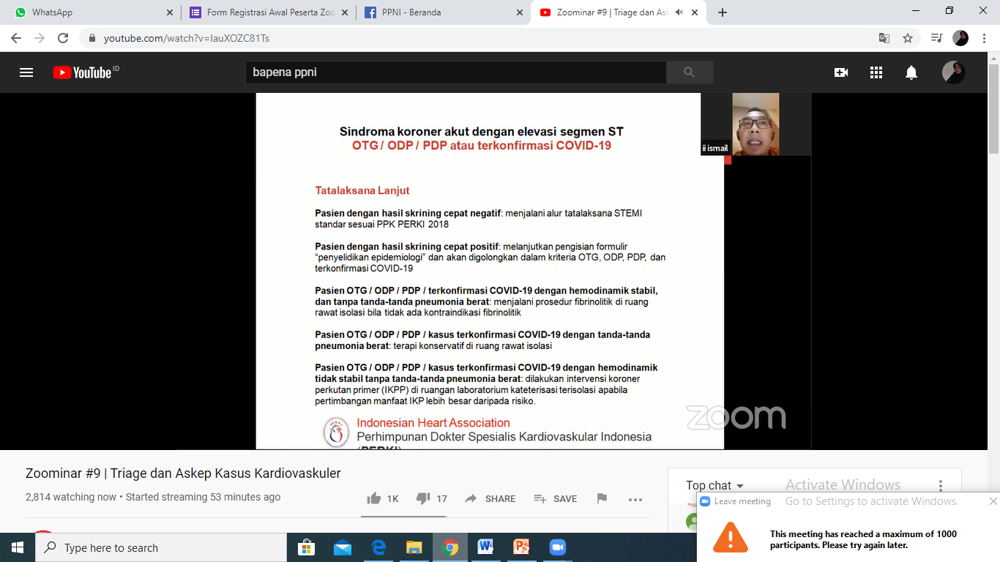 WhatsApp
Form Registrasi Awal Peserta Zoo
PPNI - Beranda
Zoominar #9 | Triage dan As
youtube.com/watch?v=IauXOZC81Ts
YouTube ID
bapena ppni
Sindroma koroner akut dengan elevasi segmen ST
OTG / ODP / PDP atau terkonfirmasi COVID-19
ii ismail
Tatalaksana Lanjut
Pasien dengan hasil skrining cepat negatif: menjalani alur tatalaksana STEMI
standar sesuai PPK PERKI 2018
Pasien dengan hasil skrining cepat positif: melanjutkan pengisian formulir
“penyelidikan epidemiologi” dan akan digolongkan dalam kriteria OTG, ODP, PDP, dan
terkonfirmasi COVID-19
Pasien OTG / ODP / PDP / terkonfirmasi COVID-19 dengan hemodinamik stabil,
dan tanpa tanda-tanda pneumonia berat: menjalani prosedur fibrinolitik di ruang
rawat isolasi bila tidak ada kontraindikasi fibrinolitik
Pasien OTG / ODP / PDP / kasus terkonfirmasi COVID-19 dengan tanda-tanda
pneumonia berat: terapi konservatif di ruang rawat isolasi
Pasien OTG / ODP / PDP / kasus terkonfirmasi COVID-19 dengan hemodinamik
tidak stabil tanpa tanda-tanda pneumonia berat: dilakukan intervensi koroner
perkutan primer (IKPP) di ruangan laboratorium kateterisasi terisolasi apabila
pertimbangan manfaat IKP lebih besar daripada risiko.
Indonesian Heart Association
Perhimpunan Dokter Spesialis Kardiovaskular Indonesia
(PERKI)
zoom
Zoominar #9 | Triage dan Askep Kasus Kardiovaskuler
2,814 watching now • Started streaming 53 minutes ago
1K
17
SHARE
SAVE
Top chat
Activate Windows
Go to Settings to activate Windows.
Leave meeting
This meeting has reached a maximum of 1000
participants. Please try again later.
Type here to search